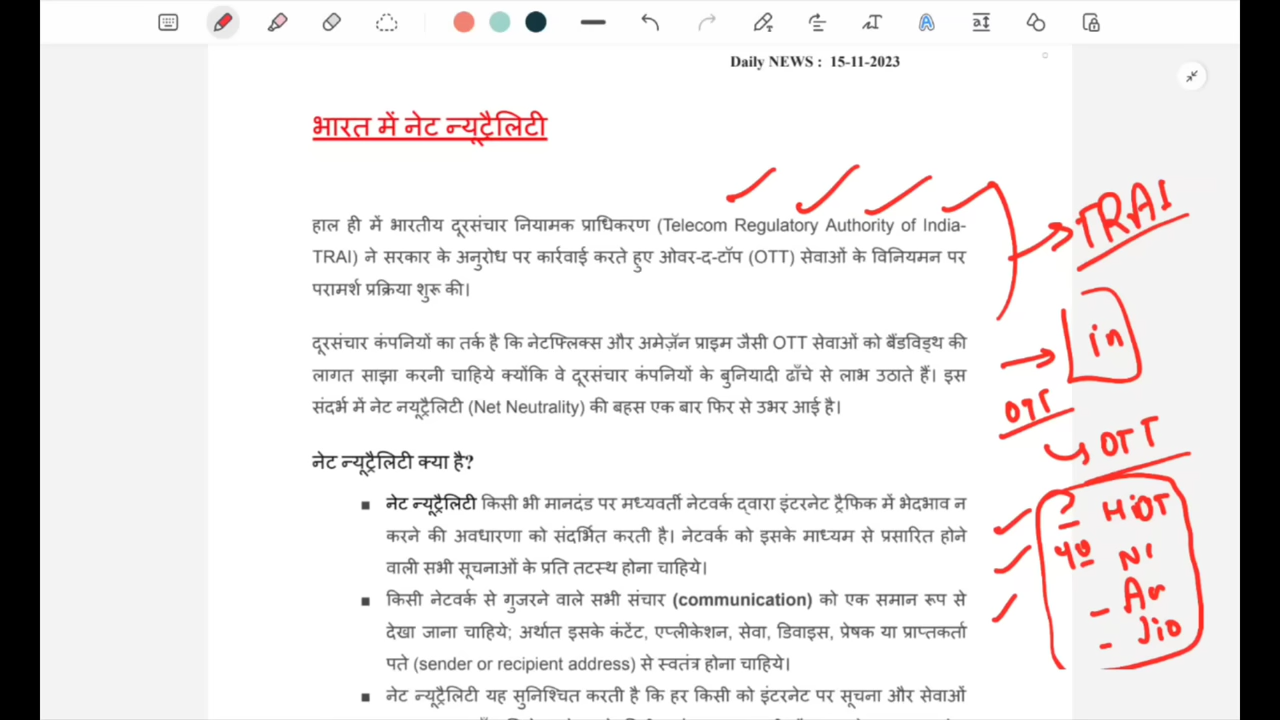 Daily NEWS : 15-11-2023
भारत में नेट न्यूट्रैलिटी
हाल ही में भारतीय दूरसंचार नियामक प्राधिकरण (Telecom Regulatory Authority of India-
TRAI) ने सरकार के अनुरोध पर कार्रवाई करते हुए ओवर-द-टॉप (OTT) सेवाओं के विनियमन पर
परामर्श प्रक्रिया शुरू की।
दूरसंचार कंपनियों का तर्क है कि नेटफ्लिक्स और अमेज़ॅन प्राइम जैसी OTT सेवाओं को बैंडविड्थ की
लागत साझा करनी चाहिये क्योंकि वे दूरसंचार कंपनियों के बुनियादी ढाँचे से लाभ उठाते हैं। इस
संदर्भ में नेट नयूट्रैलिटी (Net Neutrality) की बहस एक बार फिर से उभर आई है।
नेट न्यूट्रैलिटी क्या है?
■ नेट न्यूट्रैलिटी किसी भी मानदंड पर मध्यवर्ती नेटवर्क द्वारा इंटरनेट ट्रैफिक में भेदभाव न
करने की अवधारणा को संदर्भित करती है। नेटवर्क को इसके माध्यम से प्रसारित होने
वाली सभी सूचनाओं के प्रति तटस्थ होना चाहिये।
■ किसी नेटवर्क से गुजरने वाले सभी संचार (communication) को एक समान रूप से
देखा जाना चाहिये; अर्थात इसके कंटेंट, एप्लीकेशन, सेवा, डिवाइस, प्रेषक या प्राप्तकर्ता
पते (sender or recipient address) से स्वतंत्र होना चाहिये।
■ नेट न्यूट्रैलिटी यह सुनिश्चित करती है कि हर किसी को इंटरनेट पर सूचना और सेवाओं
TRAI
in
OTT
OTT
Jio